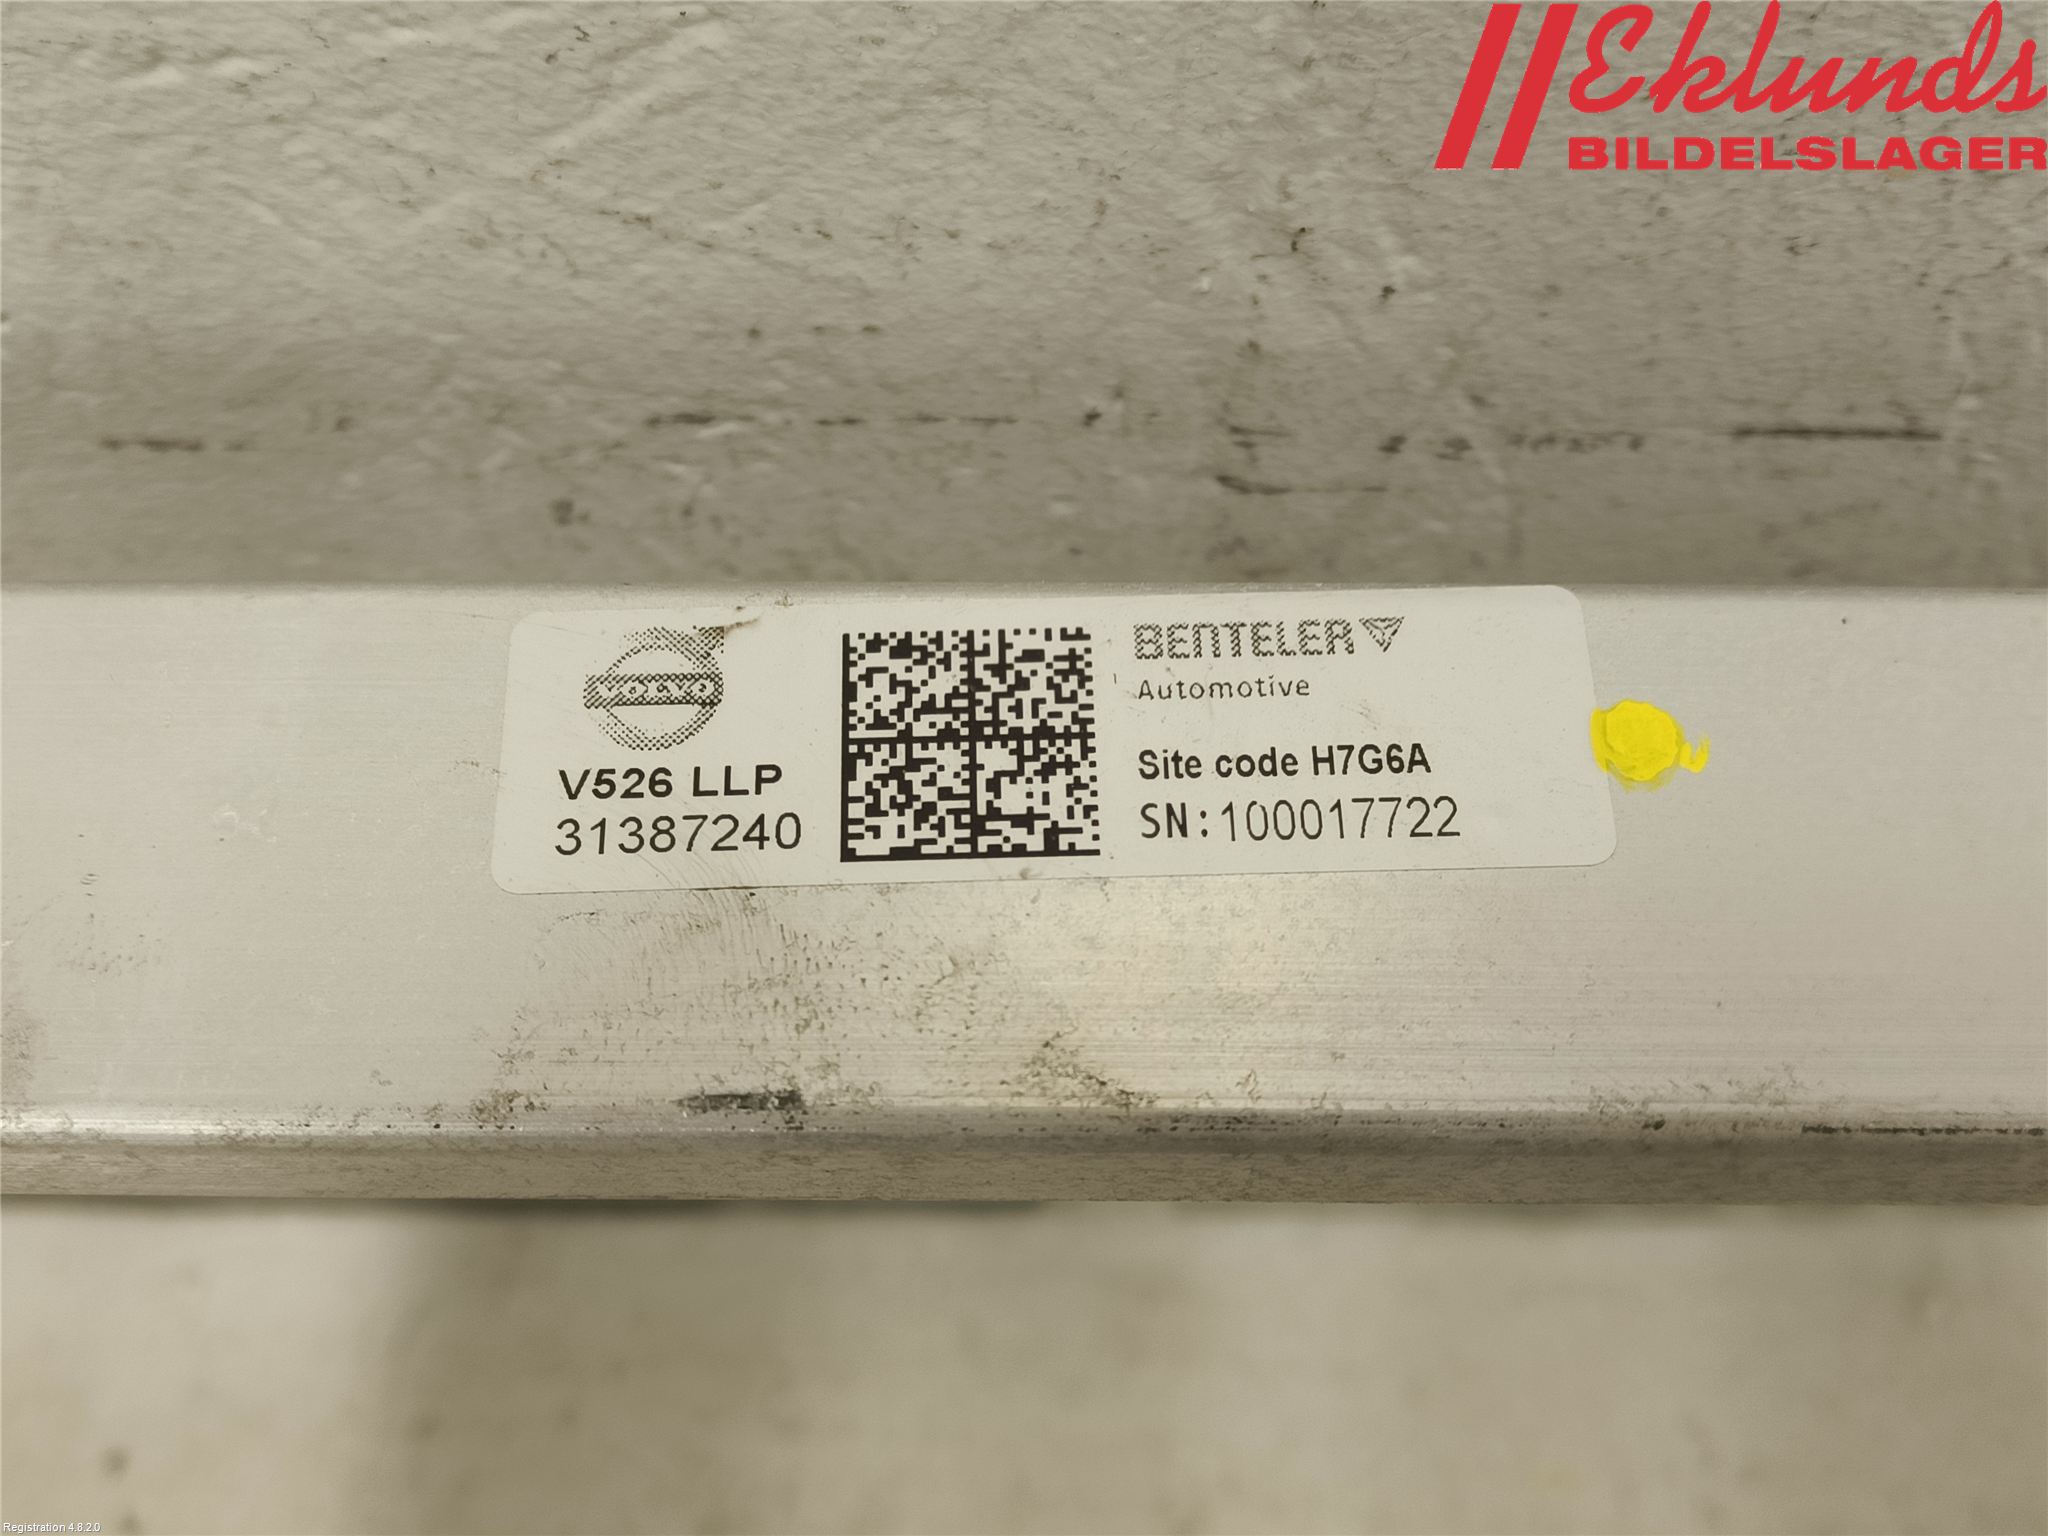 Eklunds
BILDELSLAGER
VOLVO
V526 LLP
31387240
BENTELER
Automotive
Site code H7G6A
SN:100017722
Registration 4.8.2.0